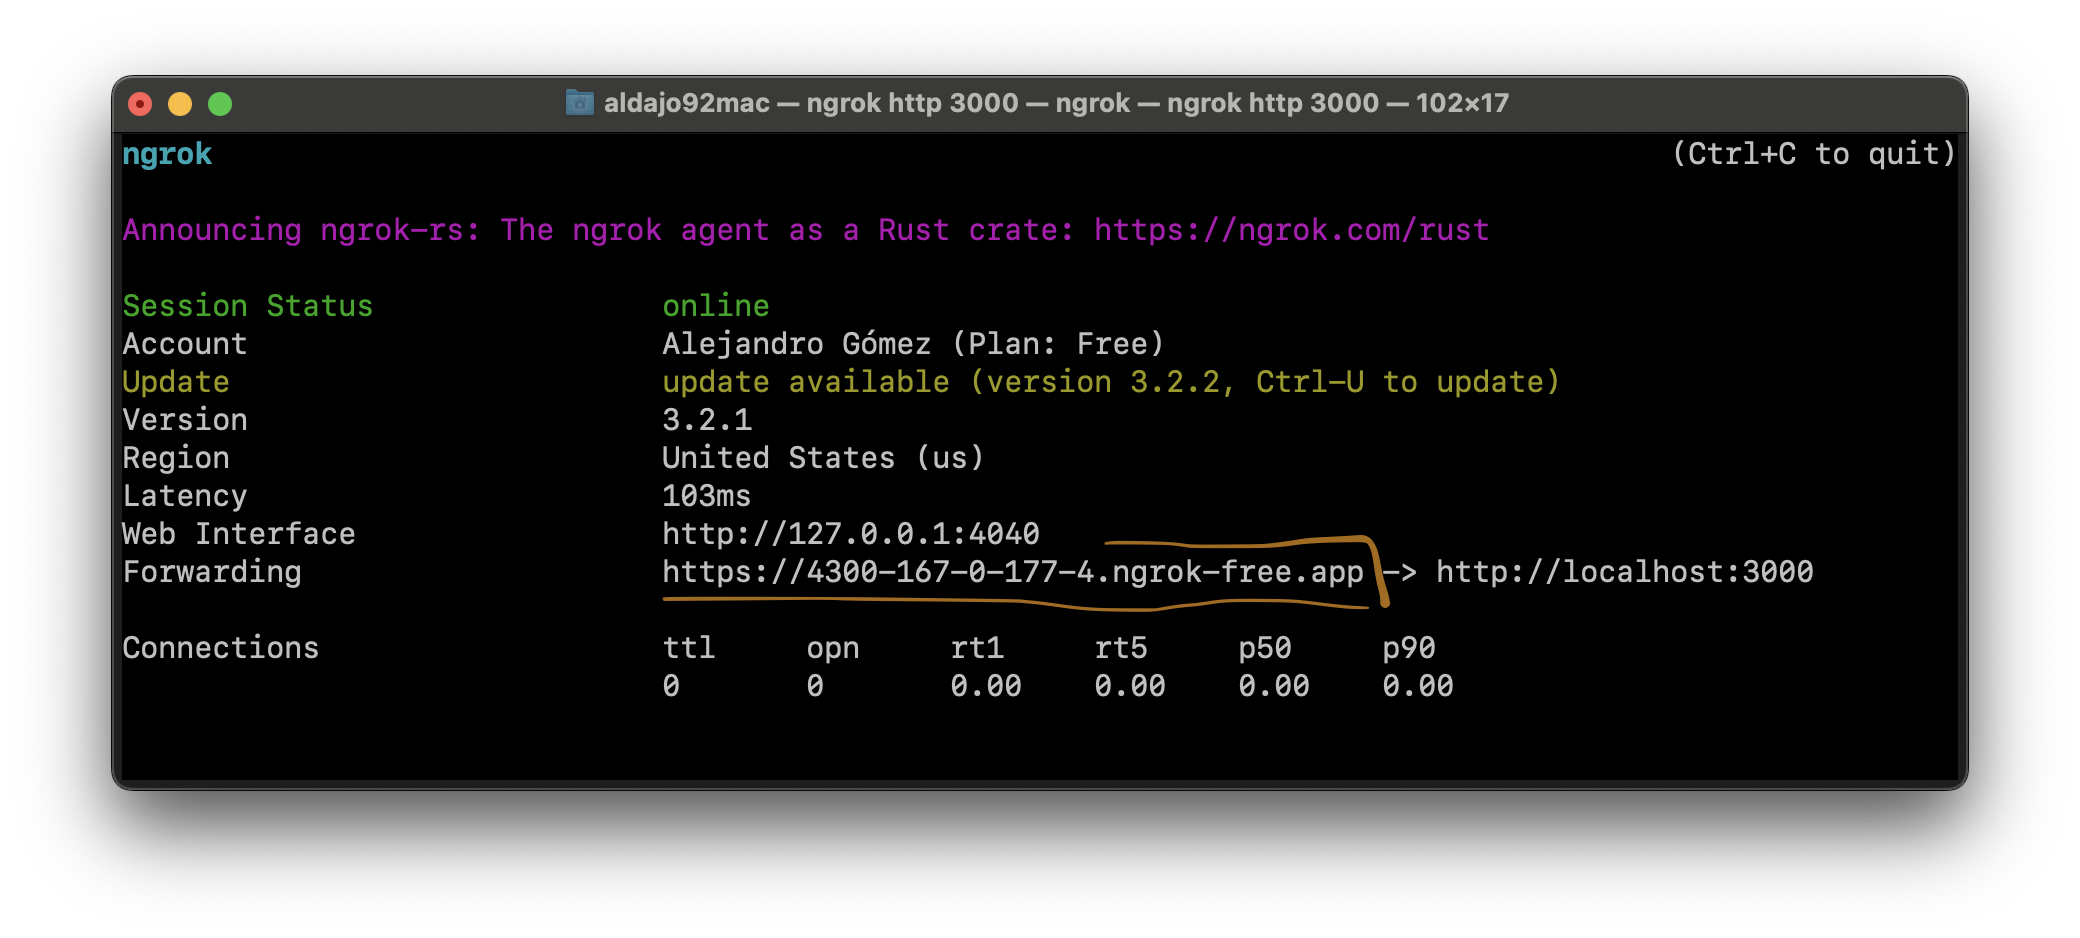 aldajo92mac — ngrok http 3000 — ngrok — ngrok http 3000 — 102×17
ngrok (Ctrl+C to quit)
Announcing ngrok-rs: The ngrok agent as a Rust crate: https://ngrok.com/rust
Session Status online
Account Alejandro Gómez (Plan: Free)
Update update available (version 3.2.2, Ctrl-U to update)
Version 3.2.1
Region United States (us)
Latency 103ms
Web Interface http://127.0.0.1:4040
Forwarding https://4300-167-0-177-4.ngrok-free.app -> http://localhost:3000
Connections ttl opn rt1 rt5 p50 p90
0 0 0.00 0.00 0.00 0.00